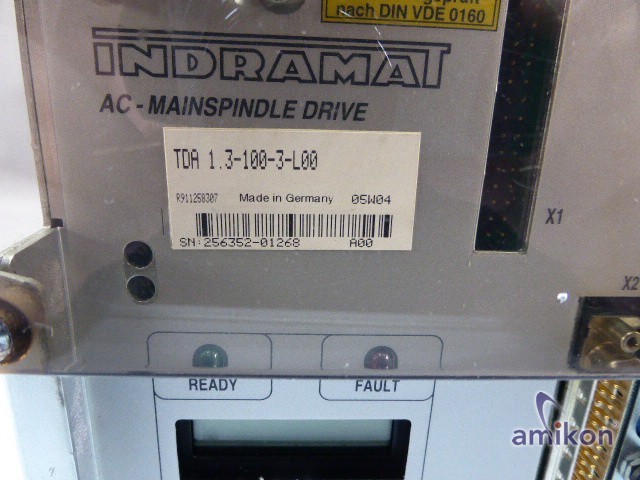 nach DIN VDE 0160
INDRAMAT
AC - MAINSPINDLE DRIVE
TDA 1.3-100-3-L00
R911258307 Made in Germany 05W04
SN:256352-01268 A00
X1
X2
READY FAULT
amikon